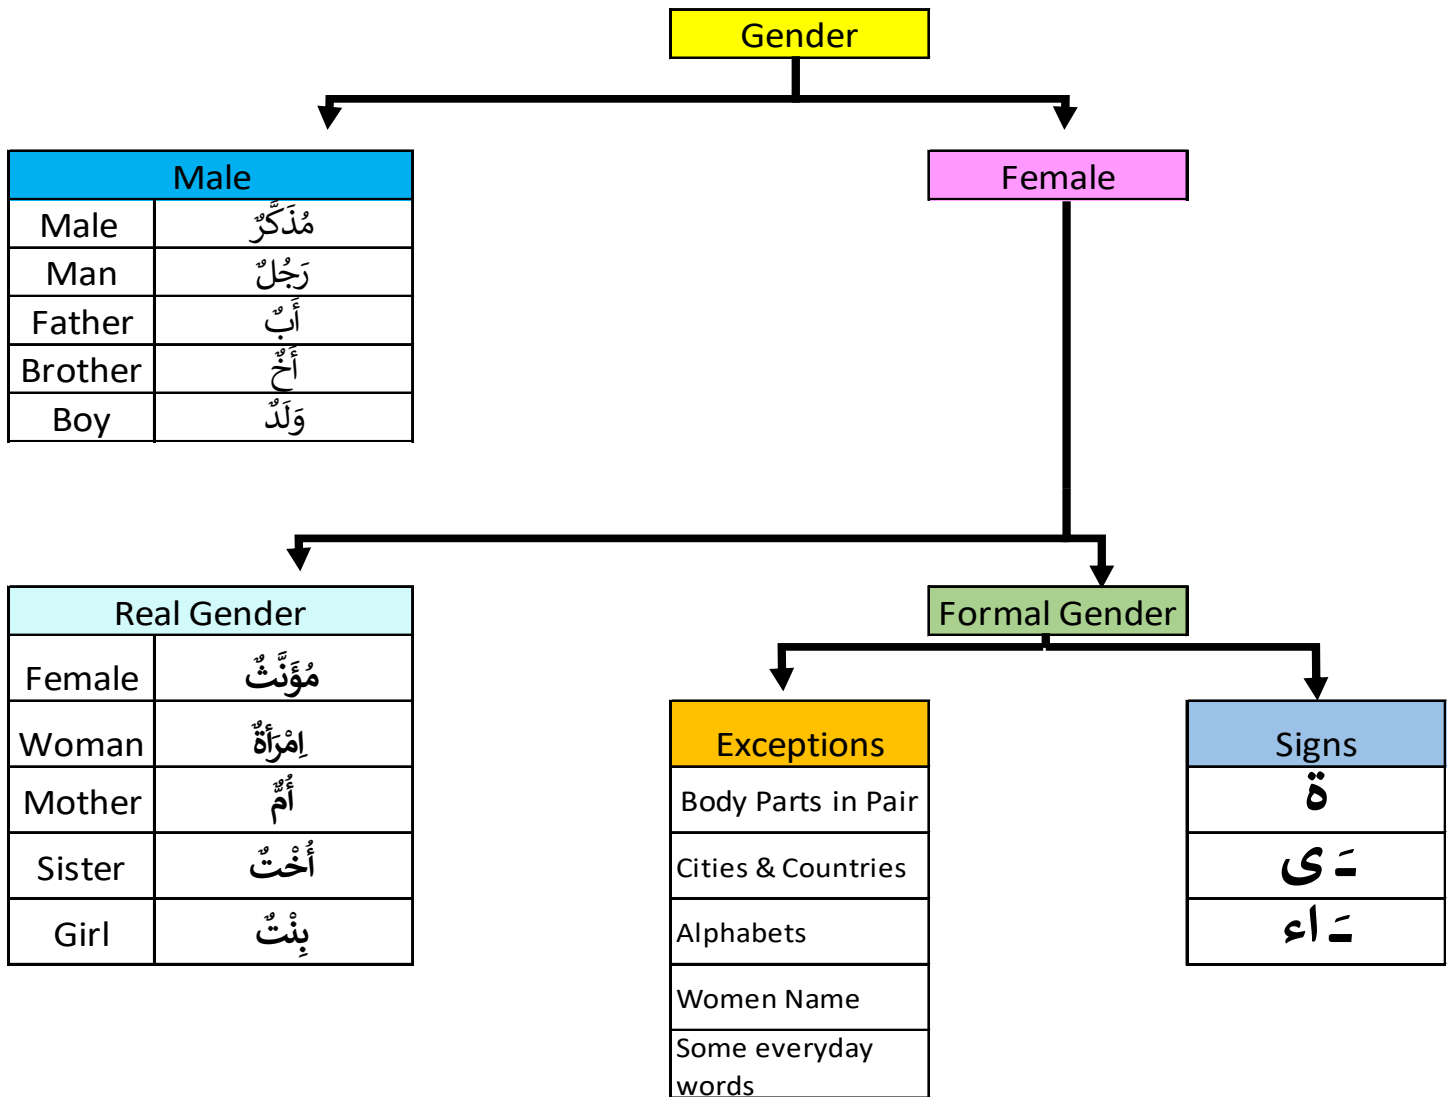 Gender
Male
Male مُذَكَّرٌ
Man رَجُلٌ
Father أَبٌ
Brother أَخٌ
Boy وَلَدٌ
Female
Real Gender
Female مُؤَنَّثٌ
Woman اِمْرَأَةٌ
Mother أُمٌّ
Sister أُخْتٌ
Girl بِنْتٌ
Formal Gender
Exceptions
Body Parts in Pair
Cities & Countries
Alphabets
Women Name
Some everyday
words
Signs
ة
ـَ ى
ـَ اء